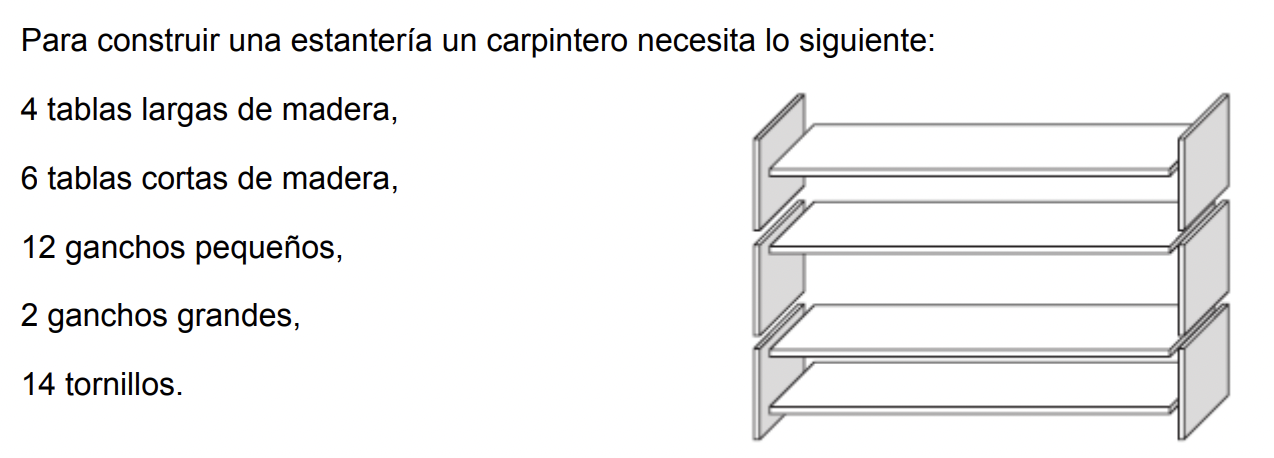 Para construir una estantería un carpintero necesita lo siguiente:
4 tablas largas de madera,
6 tablas cortas de madera,
12 ganchos pequeños,
2 ganchos grandes,
14 tornillos.